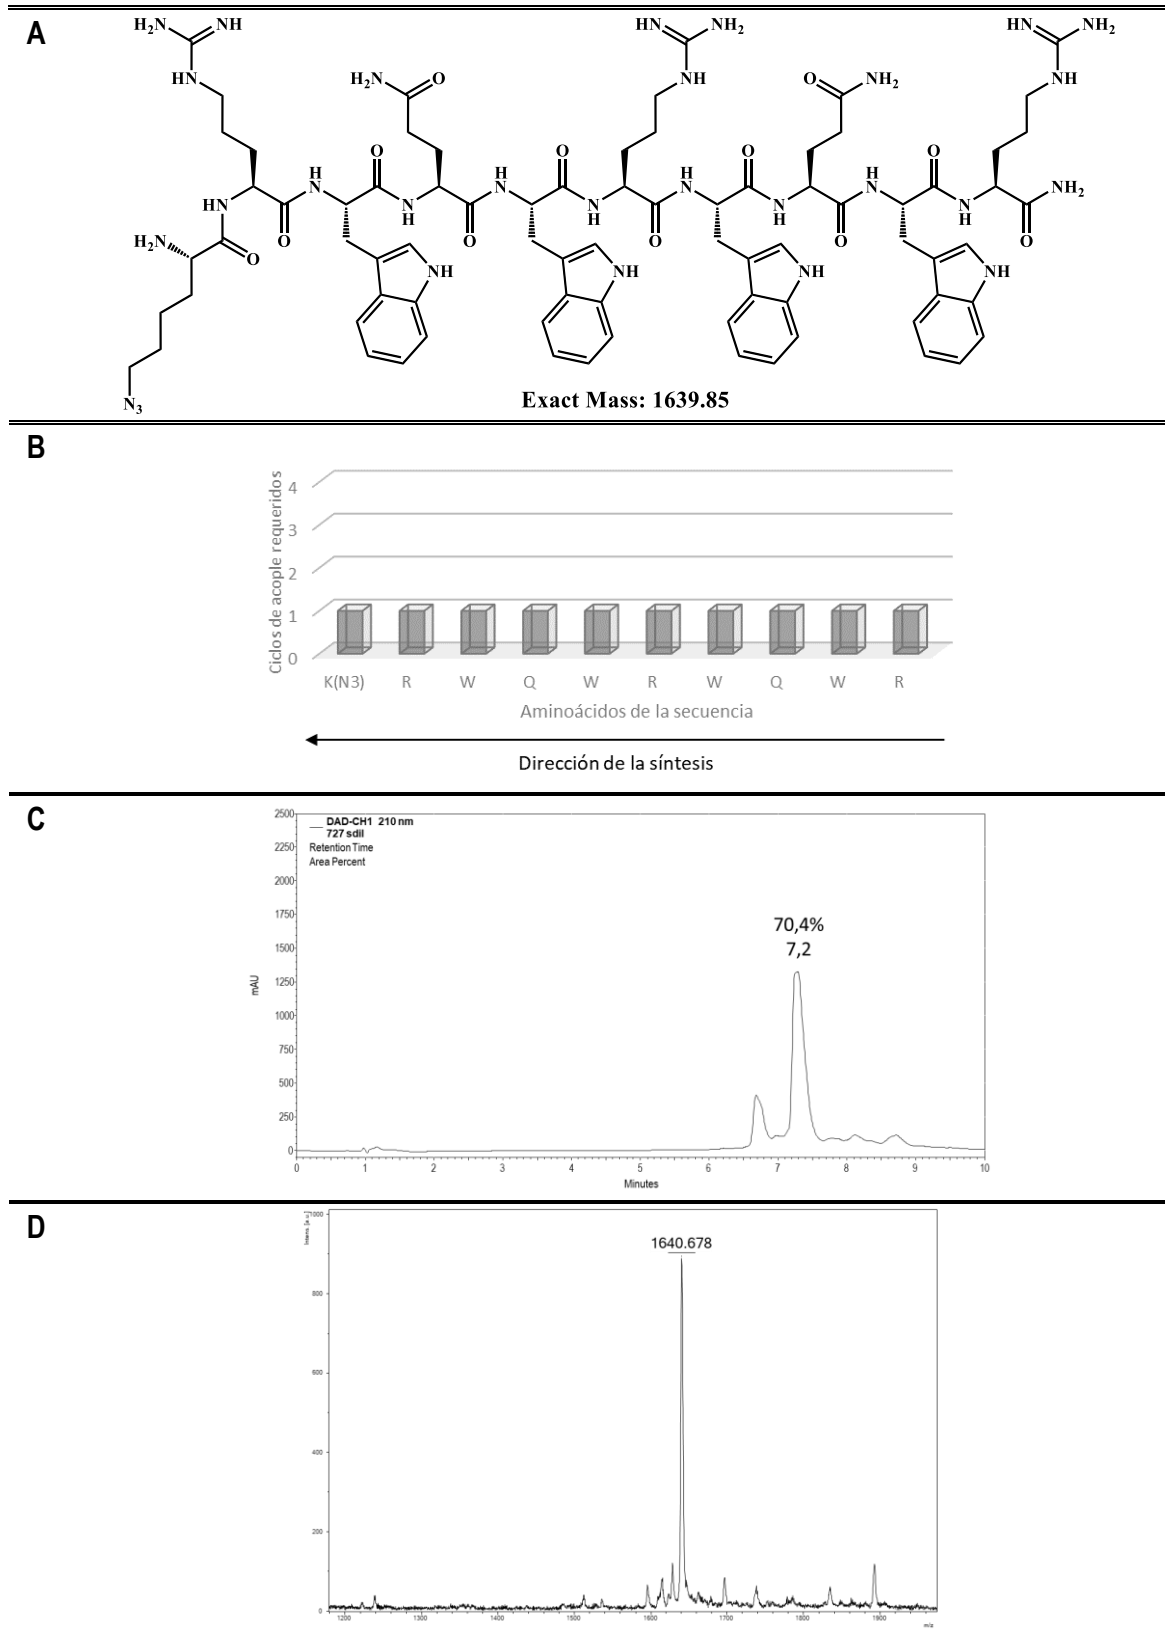 A
H₂N NH HN NH₂ HN NH₂
HN H₂N O NH O NH₂ NH
O O O O O
H H H H NH₂
HN N N N N
H₂N O O N O N O N O N O
H H H H
NH NH NH NH
N₃
Exact Mass: 1639.85
B
Ciclos de acople requeridos
4
3
2
1
0
K(N3) R W Q W R W Q W R
Aminoácidos de la secuencia
Dirección de la síntesis
C
DAD-CH1 210 nm
727 sdil
Retention Time
Area Percent
2500
2250
2000
1750
1500
1250
1000
750
500
250
0
mAU
70,4%
7,2
0 1 2 3 4 5 6 7 8 9 10
Minutes
D
Intens. [a.u.]
1000
800
600
400
200
0
1640.678
1200 1300 1400 1500 1600 1700 1800 1900
m/z